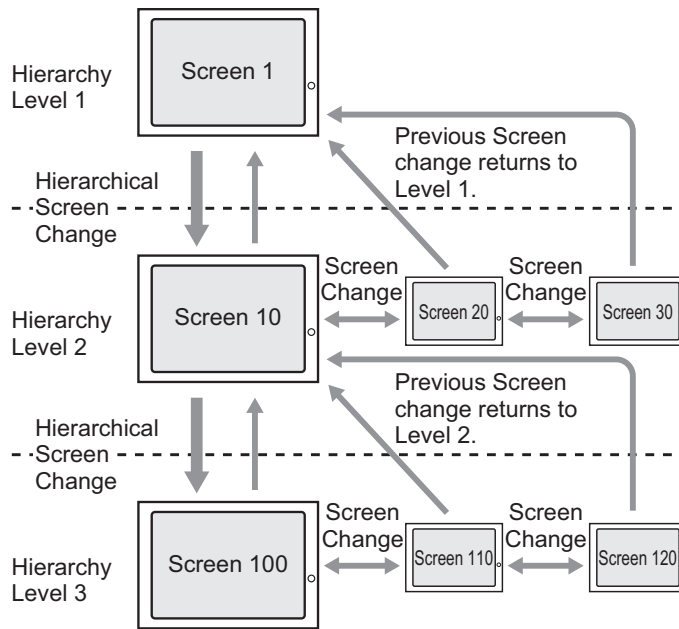 Hierarchy
Level 1
Screen 1
Previous Screen
change returns to
Level 1.
Hierarchical
Screen
Change
Hierarchy
Level 2
Screen 10
Screen
Change
Screen 20
Screen
Change
Screen 30
Previous Screen
change returns to
Level 2.
Hierarchical
Screen
Change
Hierarchy
Level 3
Screen 100
Screen
Change
Screen 110
Screen
Change
Screen 120